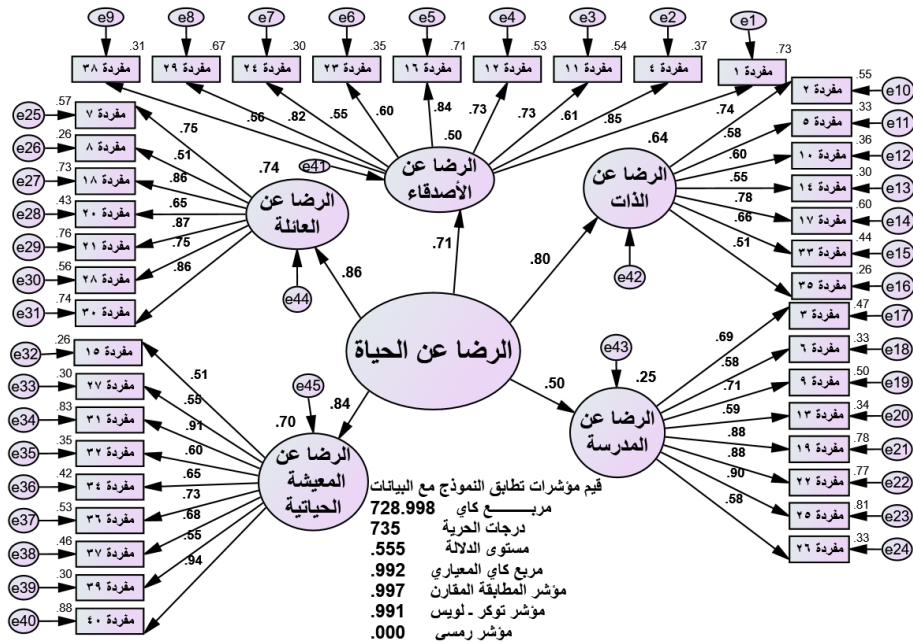 e9 e8 e7 e6 e5 e4 e3 e2 e1
.31 .67 .30 .35 .71 .53 .54 .37 .73
مفردة ٣٨ مفردة ٢٩ مفردة ٢٤ مفردة ٢٣ مفردة ١٦ مفردة ١٢ مفردة ١١ مفردة ٤ مفردة ١
.56 .82 .55 .60 .84 .73 .73 .61 .85 .74
.50
الرضا عن
الأصدقاء
e41
.71
e25 .57 مفردة ٧ .75
e26 .26 مفردة ٨ .51
e27 .73 مفردة ١٨ .86
e28 .43 مفردة ٢٠ .65
e29 .76 مفردة ٢١ .87
e30 .56 مفردة ٢٨ .75
e31 .74 مفردة ٣٠ .86
.74
الرضا عن
العائلة
e44
.86
مفردة ٢ .55 e10
.58 مفردة ٥ .33 e11
.60 مفردة ١٠ .36 e12
.55 مفردة ١٤ .30 e13
.78 مفردة ١٧ .60 e14
.66 مفردة ٣٣ .44 e15
.51 مفردة ٣٥ .26 e16
.64
الرضا عن
الذات
e42
.80
الرضا عن الحياة
.69 مفردة ٣ .47 e17
.58 مفردة ٦ .33 e18
.71 مفردة ٩ .50 e19
.59 مفردة ١٣ .34 e20
.88 مفردة ١٩ .78 e21
.88 مفردة ٢٢ .77 e22
.90 مفردة ٢٥ .81 e23
.58 مفردة ٢٦ .33 e24
e43
.25
الرضا عن
المدرسة
.50
e32 .26 مفردة ١٥ .51
e33 .30 مفردة ٢٧ .55
e34 .83 مفردة ٣١ .91
e35 .35 مفردة ٣٢ .60
e36 .42 مفردة ٣٤ .65
e37 .53 مفردة ٣٦ .73
e38 .46 مفردة ٣٧ .68
e39 .30 مفردة ٣٩ .55
e40 .88 مفردة ٤٠ .94
e45
.70
الرضا عن
المعيشة
الحياتية
.84
قيم مؤشرات تطابق النموذج مع البيانات
مربــــــع كاي 728.998
درجات الحرية 735
مستوى الدلالة .555
مربع كاي المعياري .992
مؤشر المطابقة المقارن .997
مؤشر توكر ـ لويس .991
مؤشر رمسي .000